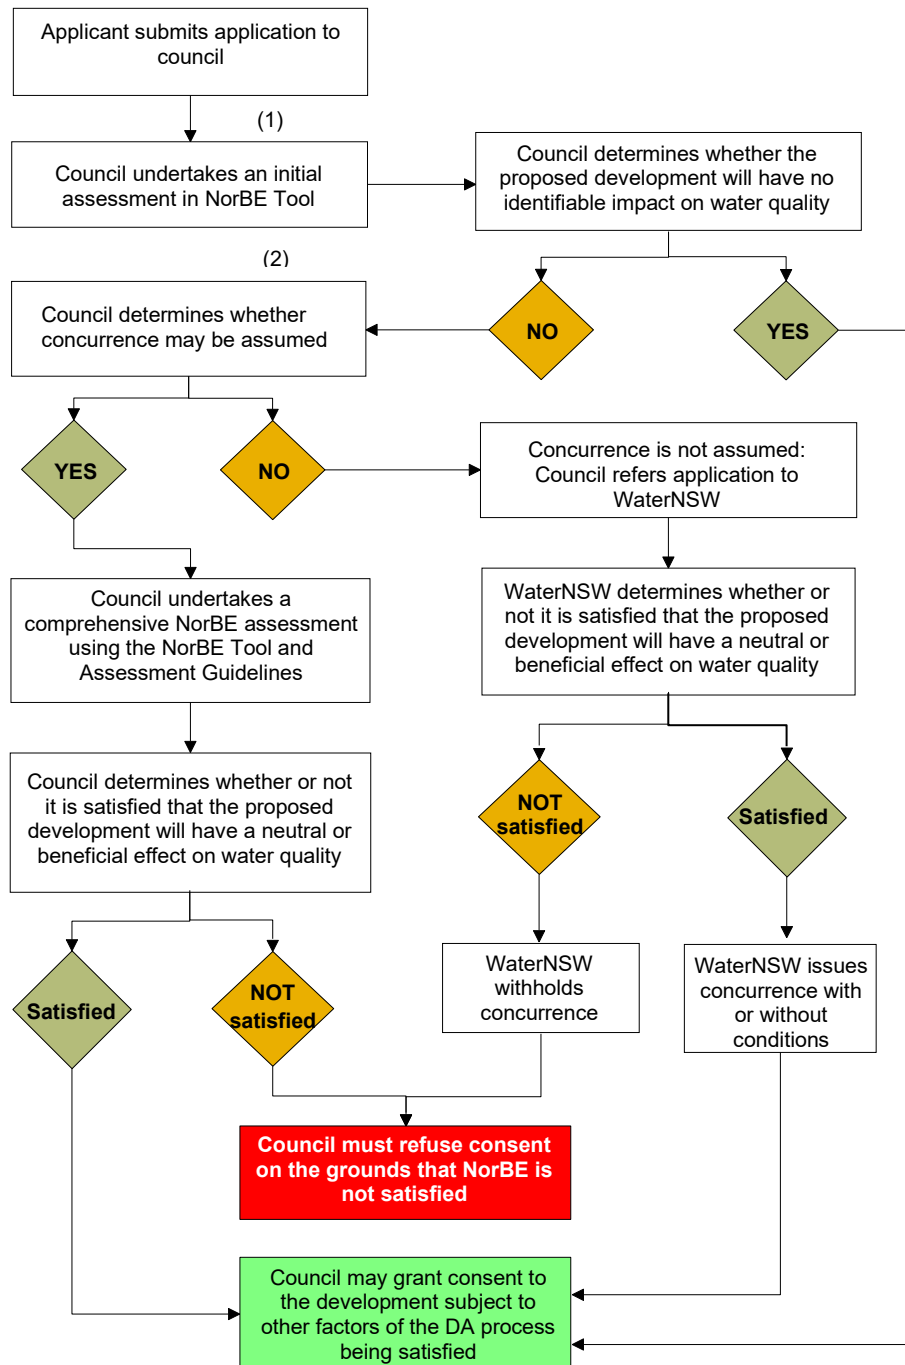 Applicant submits application to
council
(1)
Council undertakes an initial
assessment in NorBE Tool
Council determines whether the
proposed development will have no
identifiable impact on water quality
(2)
Council determines whether
concurrence may be assumed
NO
YES
YES
NO
Concurrence is not assumed:
Council refers application to
WaterNSW
Council undertakes a
comprehensive NorBE assessment
using the NorBE Tool and
Assessment Guidelines
WaterNSW determines whether or
not it is satisfied that the proposed
development will have a neutral or
beneficial effect on water quality
Council determines whether or not
it is satisfied that the proposed
development will have a neutral or
beneficial effect on water quality
NOT
satisfied
Satisfied
Satisfied
NOT
satisfied
WaterNSW
withholds
concurrence
WaterNSW issues
concurrence with
or without
conditions
Council must refuse consent
on the grounds that NorBE is
not satisfied
Council may grant consent to
the development subject to
other factors of the DA process
being satisfied